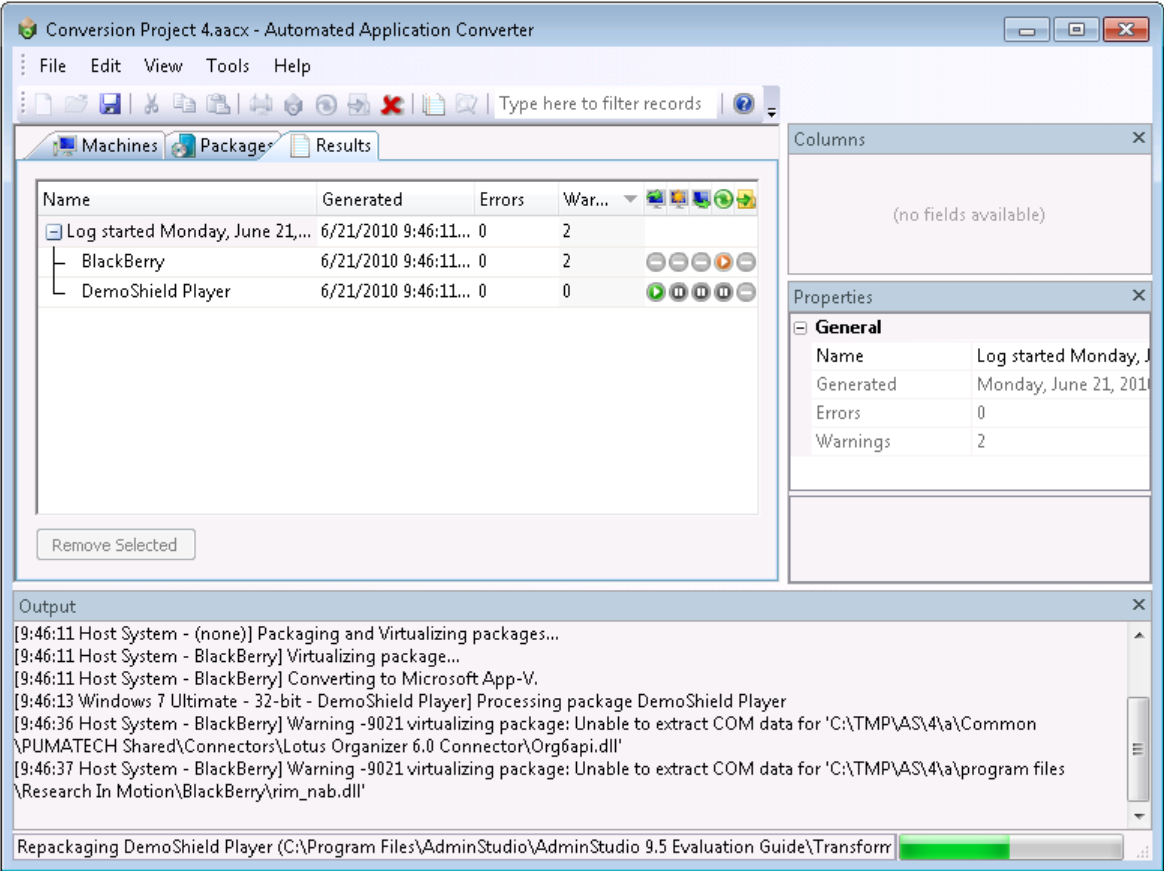 Conversion Project 4.aacx - Automated Application Converter
File Edit View Tools Help
Type here to filter records
Machines Packages Results
Name Generated Errors War...
Log started Monday, June 21,... 6/21/2010 9:46:11... 0 2
BlackBerry 6/21/2010 9:46:11... 0 2
DemoShield Player 6/21/2010 9:46:11... 0 0
Remove Selected
Columns
(no fields available)
Properties
General
Name Log started Monday, J
Generated Monday, June 21, 201
Errors 0
Warnings 2
Output
[9:46:11 Host System - (none)] Packaging and Virtualizing packages...
[9:46:11 Host System - BlackBerry] Virtualizing package...
[9:46:11 Host System - BlackBerry] Converting to Microsoft App-V.
[9:46:13 Windows 7 Ultimate - 32-bit - DemoShield Player] Processing package DemoShield Player
[9:46:36 Host System - BlackBerry] Warning -9021 virtualizing package: Unable to extract COM data for 'C:\TMP\AS\4\a\Common
\PUMATECH Shared\Connectors\Lotus Organizer 6.0 Connector\Org6api.dll'
[9:46:37 Host System - BlackBerry] Warning -9021 virtualizing package: Unable to extract COM data for 'C:\TMP\AS\4\a\program files
\Research In Motion\BlackBerry\rim_nab.dll'
Repackaging DemoShield Player (C:\Program Files\AdminStudio\AdminStudio 9.5 Evaluation Guide\Transform